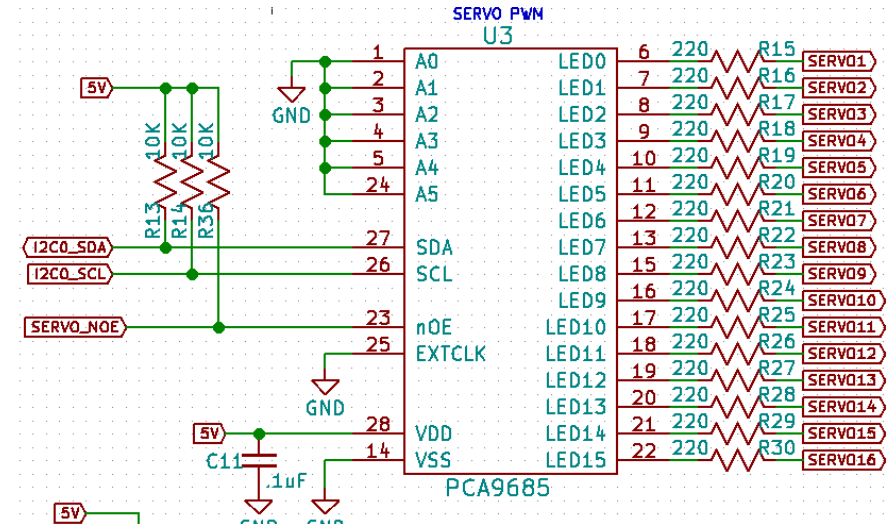 SERVO PWM
U3
1 A0 LED0 6 220 R15 SERVO1
5V 2 A1 LED1 7 220 R16 SERVO2
GND 3 A2 LED2 8 220 R17 SERVO3
10K 10K 10K 4 A3 LED3 9 220 R18 SERVO4
5 A4 LED4 10 220 R19 SERVO5
24 A5 LED5 11 220 R20 SERVO6
R13 R14 R36 LED6 12 220 R21 SERVO7
I2C0_SDA 27 SDA LED7 13 220 R22 SERVO8
I2C0_SCL 26 SCL LED8 15 220 R23 SERVO9
LED9 16 220 R24 SERVO10
SERVO_NOE 23 nOE LED10 17 220 R25 SERVO11
25 EXTCLK LED11 18 220 R26 SERVO12
LED12 19 220 R27 SERVO13
GND LED13 20 220 R28 SERVO14
5V 28 VDD LED14 21 220 R29 SERVO15
C11 14 VSS LED15 22 220 R30 SERVO16
.1uF PCA9685
5V GND GND